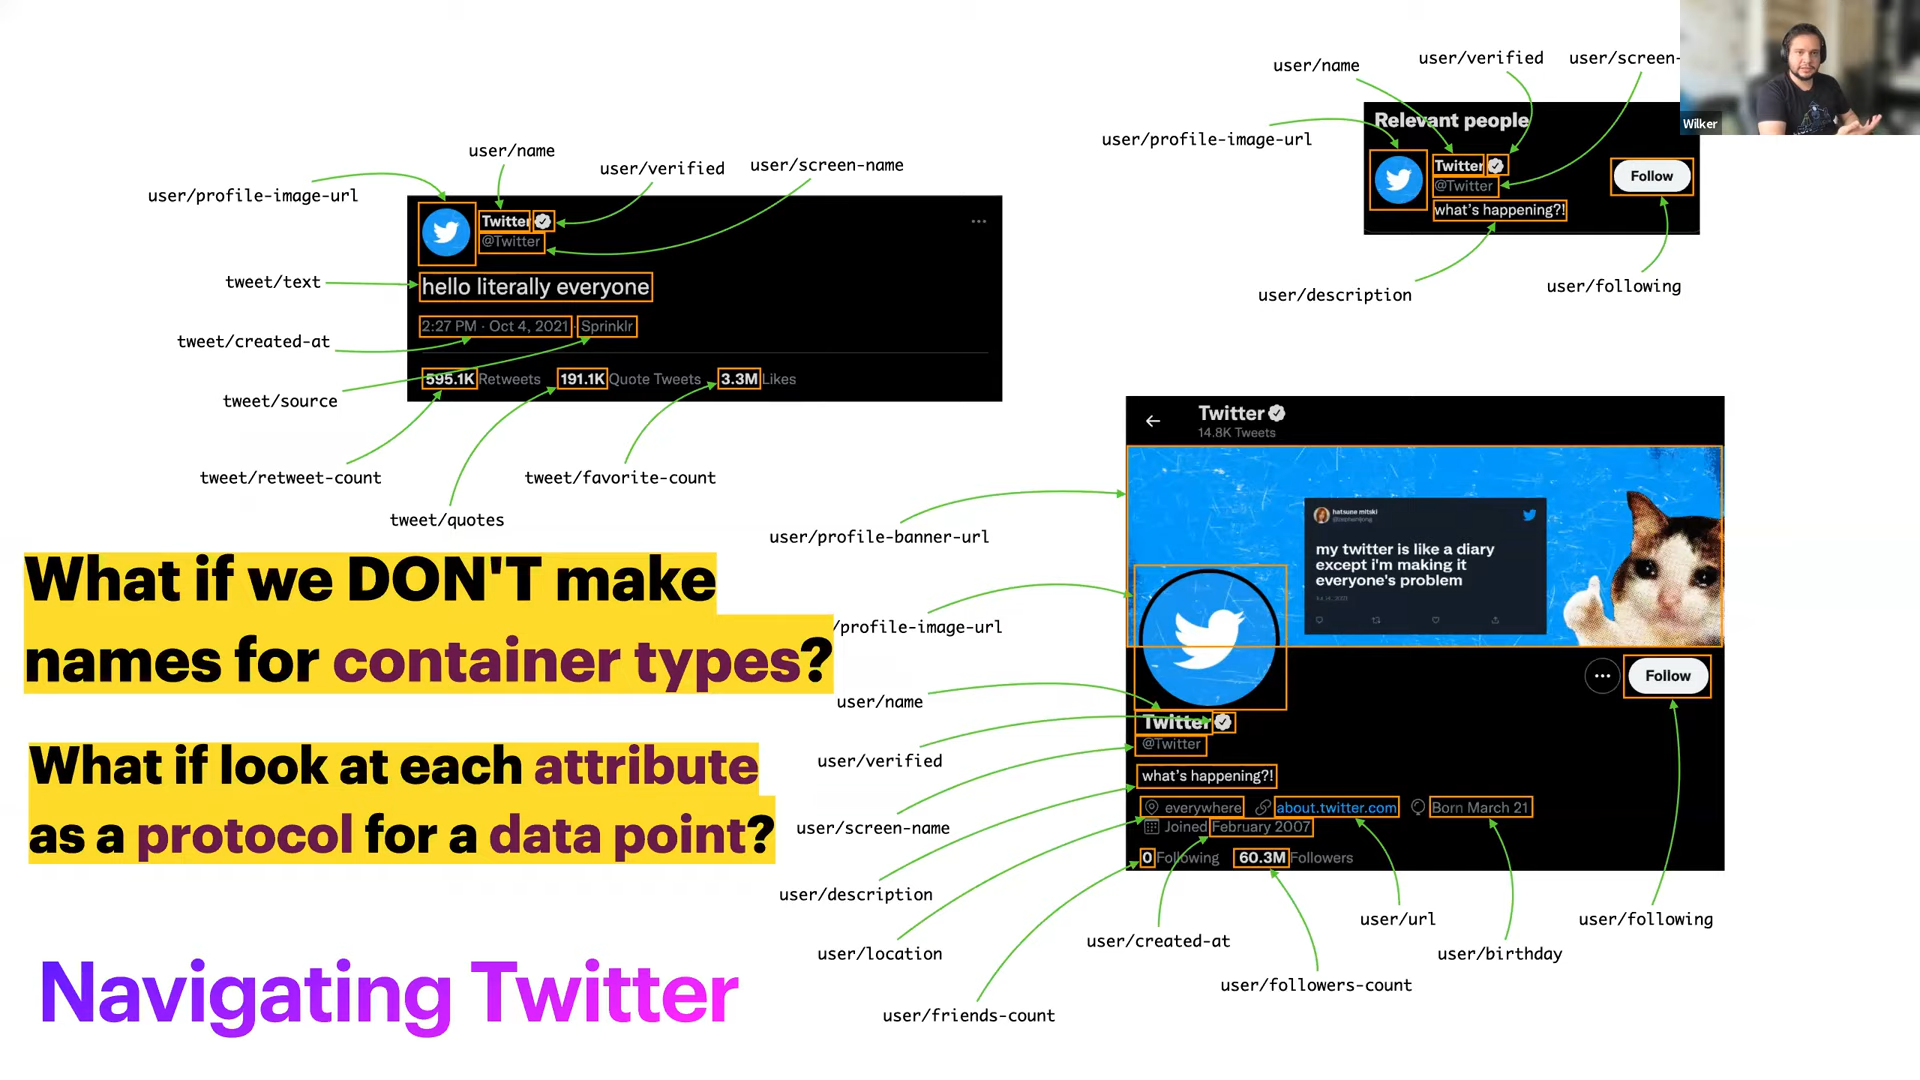 user/name
user/verified
user/screen-name
user/profile-image-url
Twitter
@Twitter
tweet/text
hello literally everyone
2:27 PM · Oct 4, 2021 · Sprinklr
tweet/created-at
595.1K Retweets 191.1K Quote Tweets 3.3M Likes
tweet/source
tweet/retweet-count
tweet/favorite-count
tweet/quotes
What if we DON'T make
names for container types?
What if look at each attribute
as a protocol for a data point?
Navigating Twitter
user/name
user/verified
user/screen-
Wilker
user/profile-image-url
Relevant people
Twitter
@Twitter
what's happening?!
Follow
user/description
user/following
Twitter
14.8K Tweets
user/profile-banner-url
hatsune mitski
my twitter is like a diary
except i'm making it
everyone's problem
/profile-image-url
Follow
user/name
Twitter
@Twitter
user/verified
what's happening?!
everywhere about.twitter.com Born March 21
Joined February 2007
user/screen-name
0 Following 60.3M Followers
user/description
user/location
user/created-at
user/url
user/following
user/birthday
user/followers-count
user/friends-count